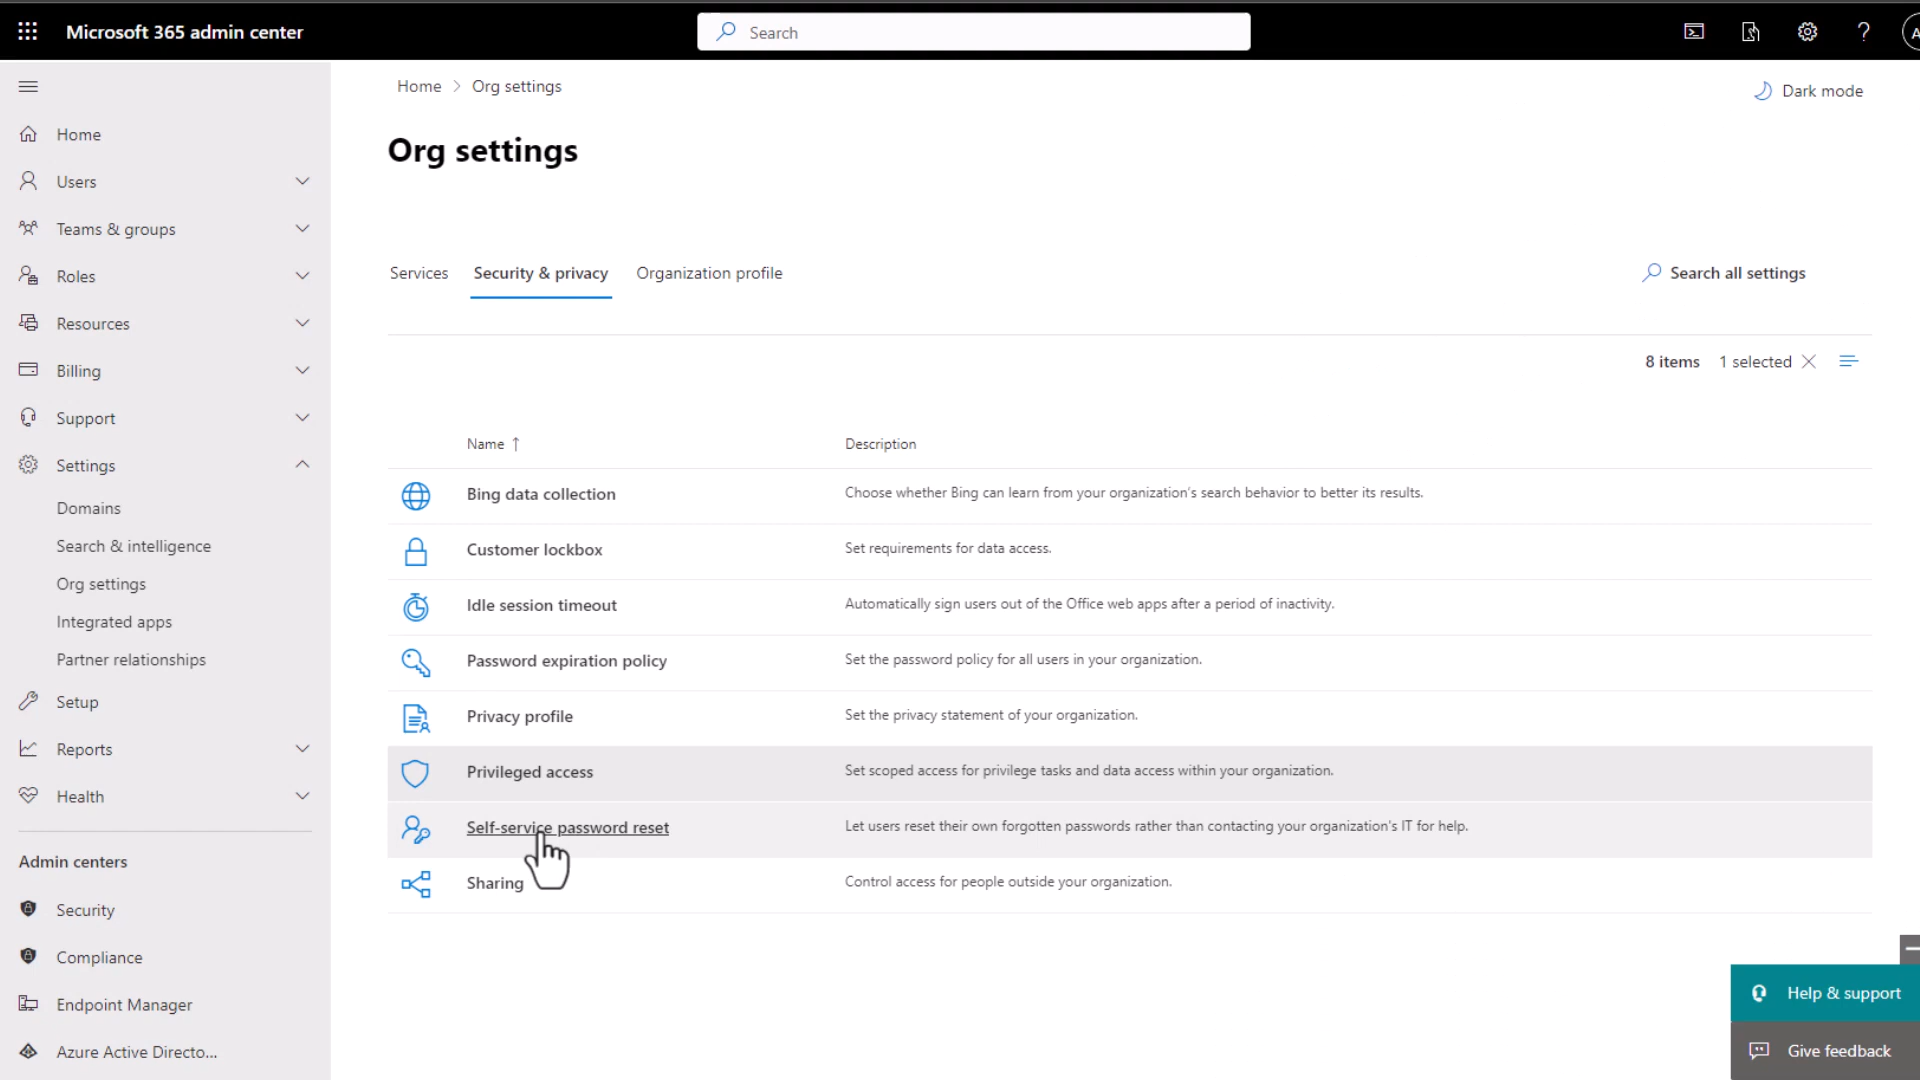 Microsoft 365 admin center
Search
A
Home
Users
Teams & groups
Roles
Resources
Billing
Support
Settings
Domains
Search & intelligence
Org settings
Integrated apps
Partner relationships
Setup
Reports
Health
Admin centers
Security
Compliance
Endpoint Manager
Azure Active Directo...
Home > Org settings
Dark mode
Org settings
Services Security & privacy Organization profile
Search all settings
8 items 1 selected
Name ↑ Description
Bing data collection Choose whether Bing can learn from your organization's search behavior to better its results.
Customer lockbox Set requirements for data access.
Idle session timeout Automatically sign users out of the Office web apps after a period of inactivity.
Password expiration policy Set the password policy for all users in your organization.
Privacy profile Set the privacy statement of your organization.
Privileged access Set scoped access for privilege tasks and data access within your organization.
Self-service password reset Let users reset their own forgotten passwords rather than contacting your organization's IT for help.
Sharing Control access for people outside your organization.
Help & support
Give feedback